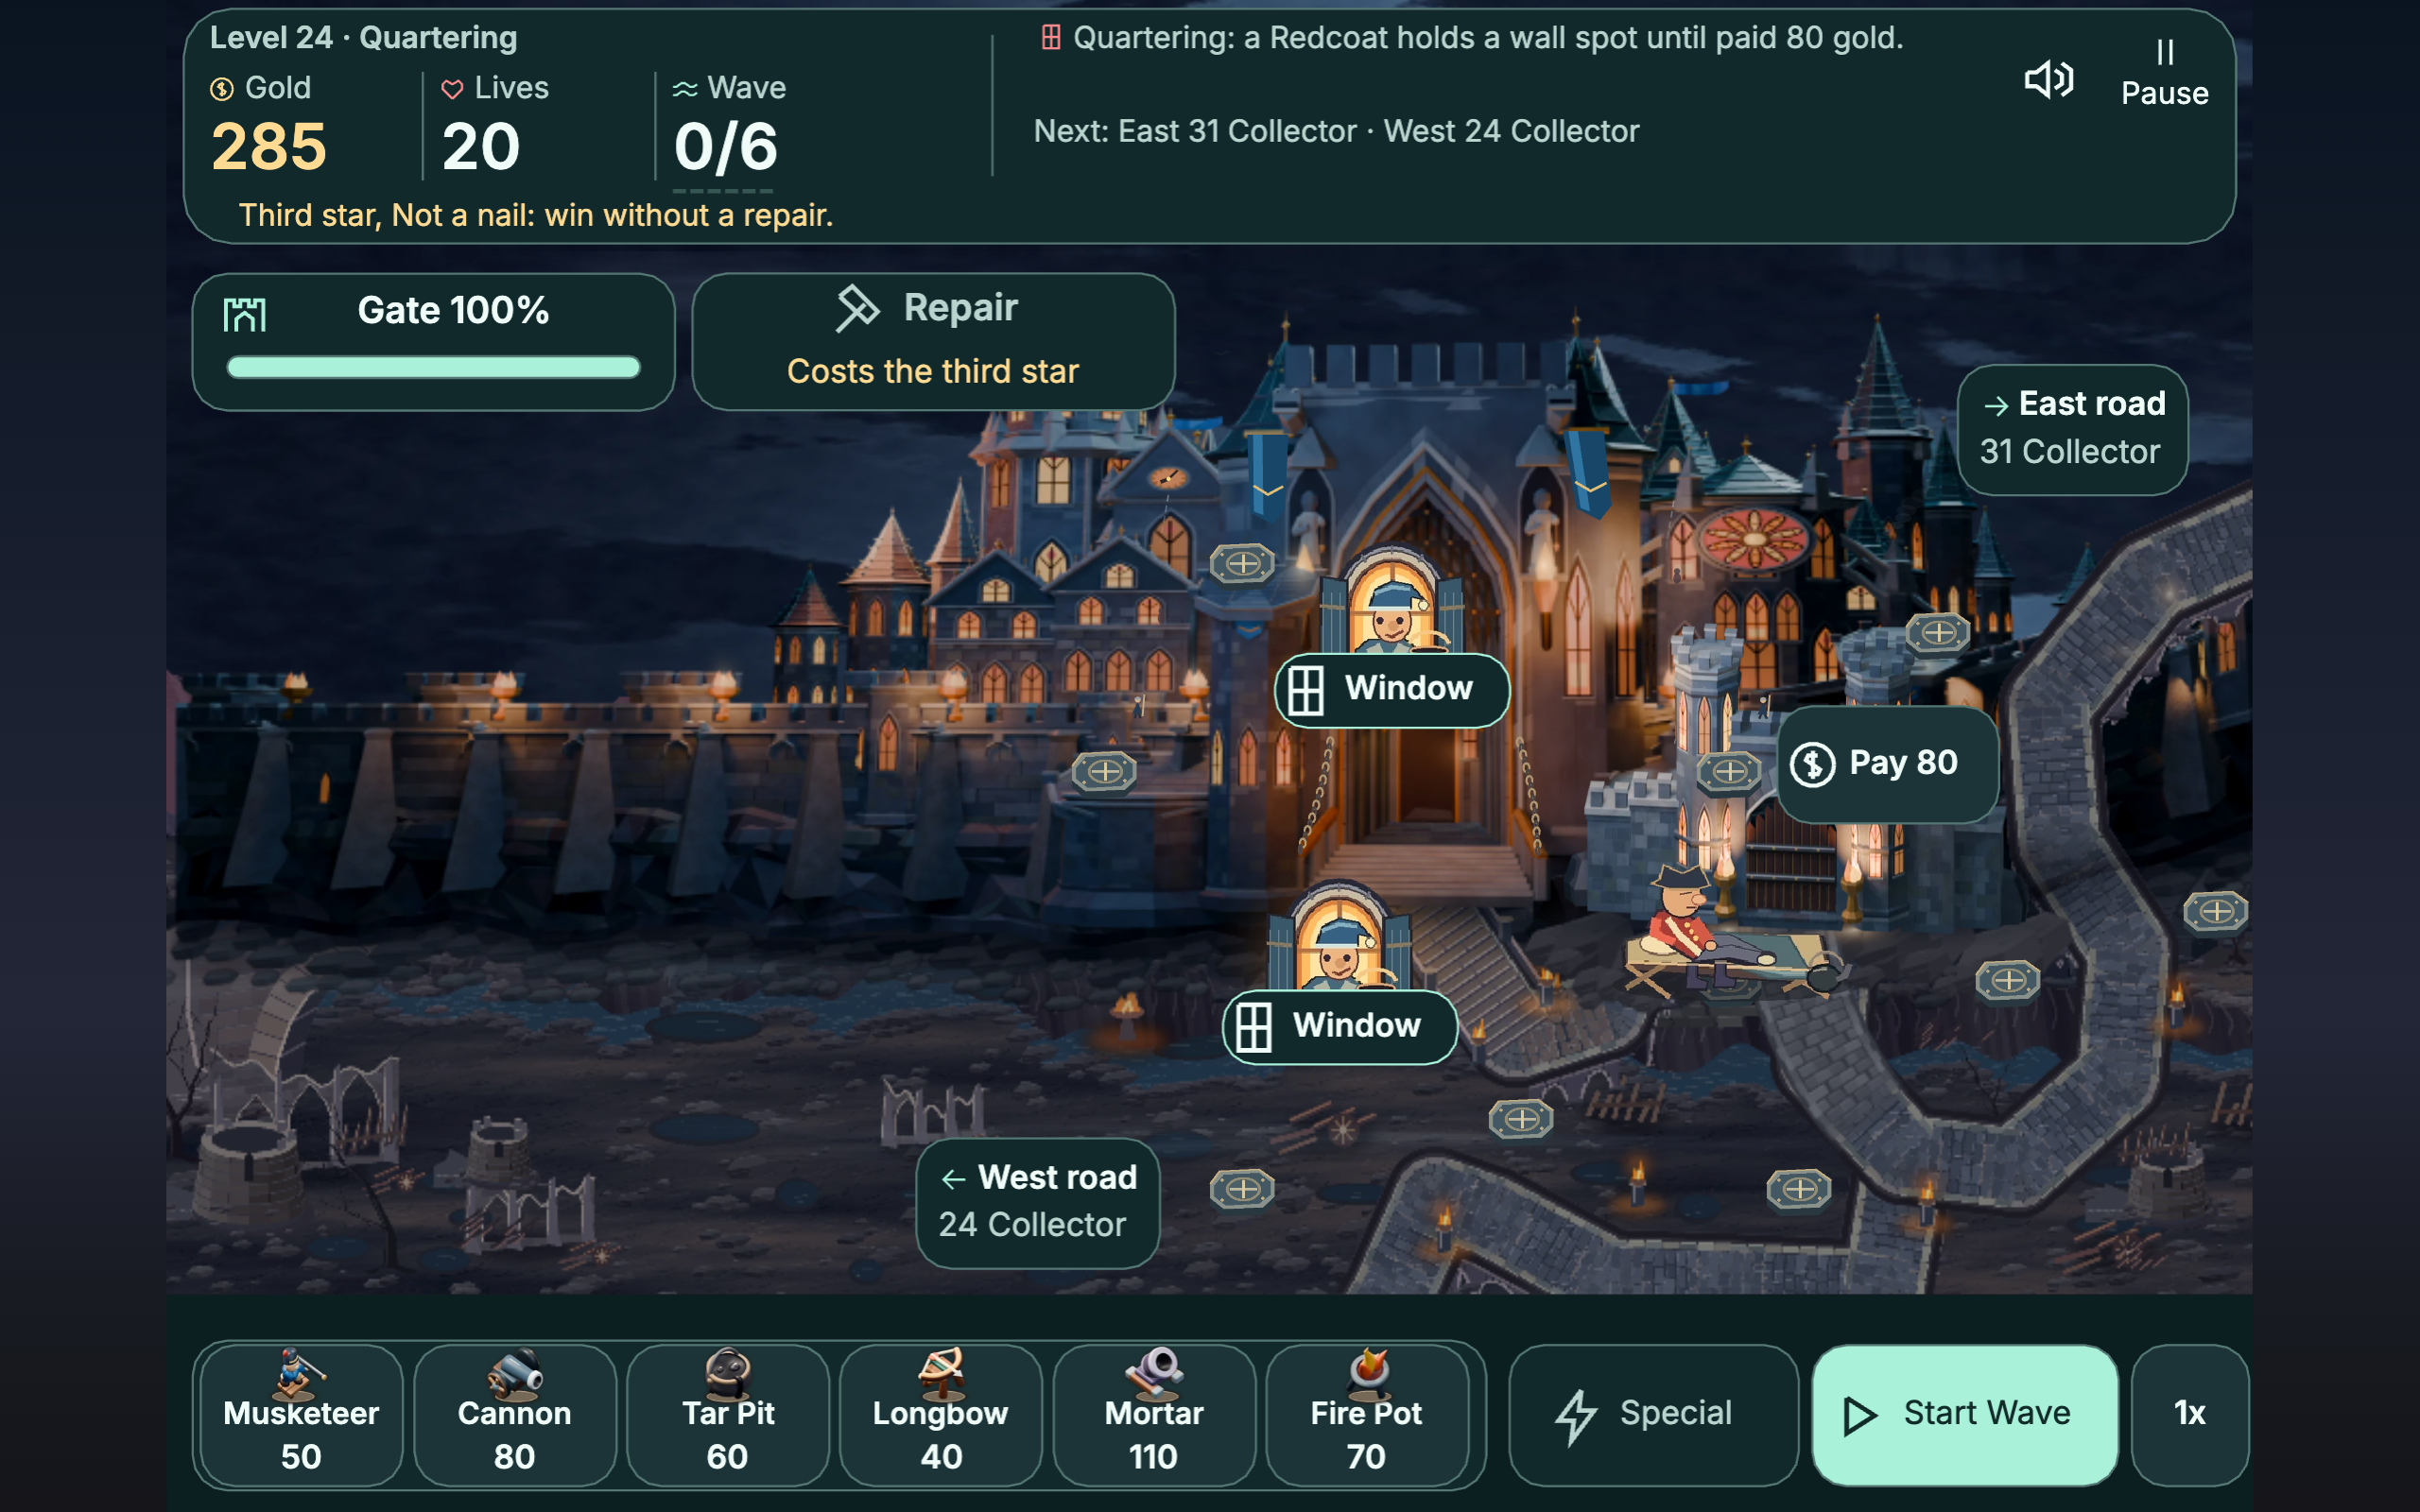 Level 24 · Quartering
Gold
285
Lives
20
Wave
0/6
Third star, Not a nail: win without a repair.
Quartering: a Redcoat holds a wall spot until paid 80 gold.
Next: East 31 Collector · West 24 Collector
Pause
Gate 100%
Repair
Costs the third star
East road
31 Collector
Window
Pay 80
Window
West road
24 Collector
Musketeer
50
Cannon
80
Tar Pit
60
Longbow
40
Mortar
110
Fire Pot
70
Special
Start Wave
1x